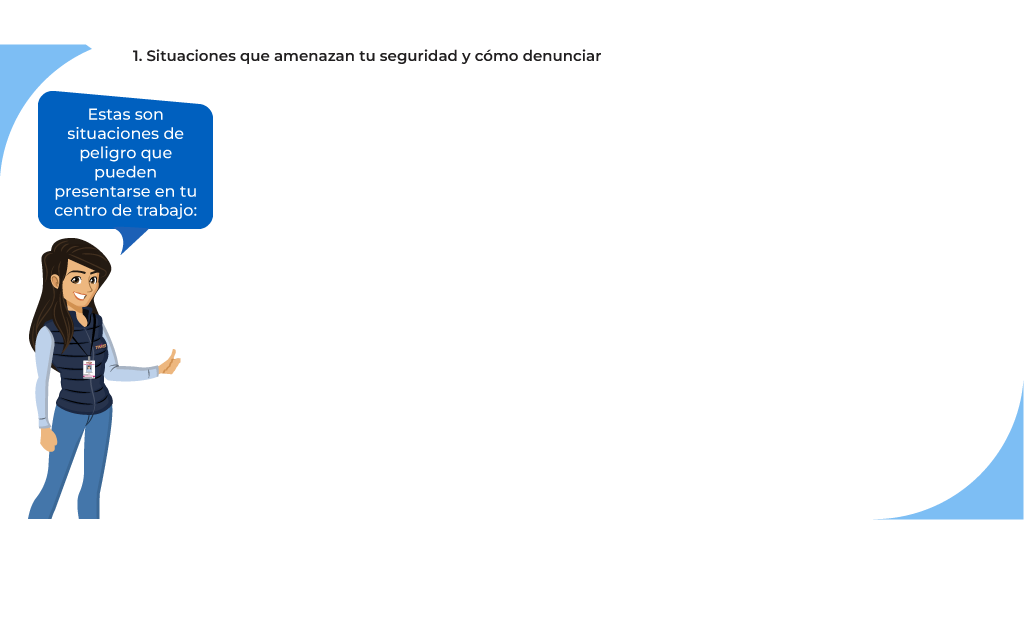 1. Situaciones que amenazan tu seguridad y cómo denunciar
Estas son
situaciones de
peligro que
pueden
presentarse en tu
centro de trabajo: